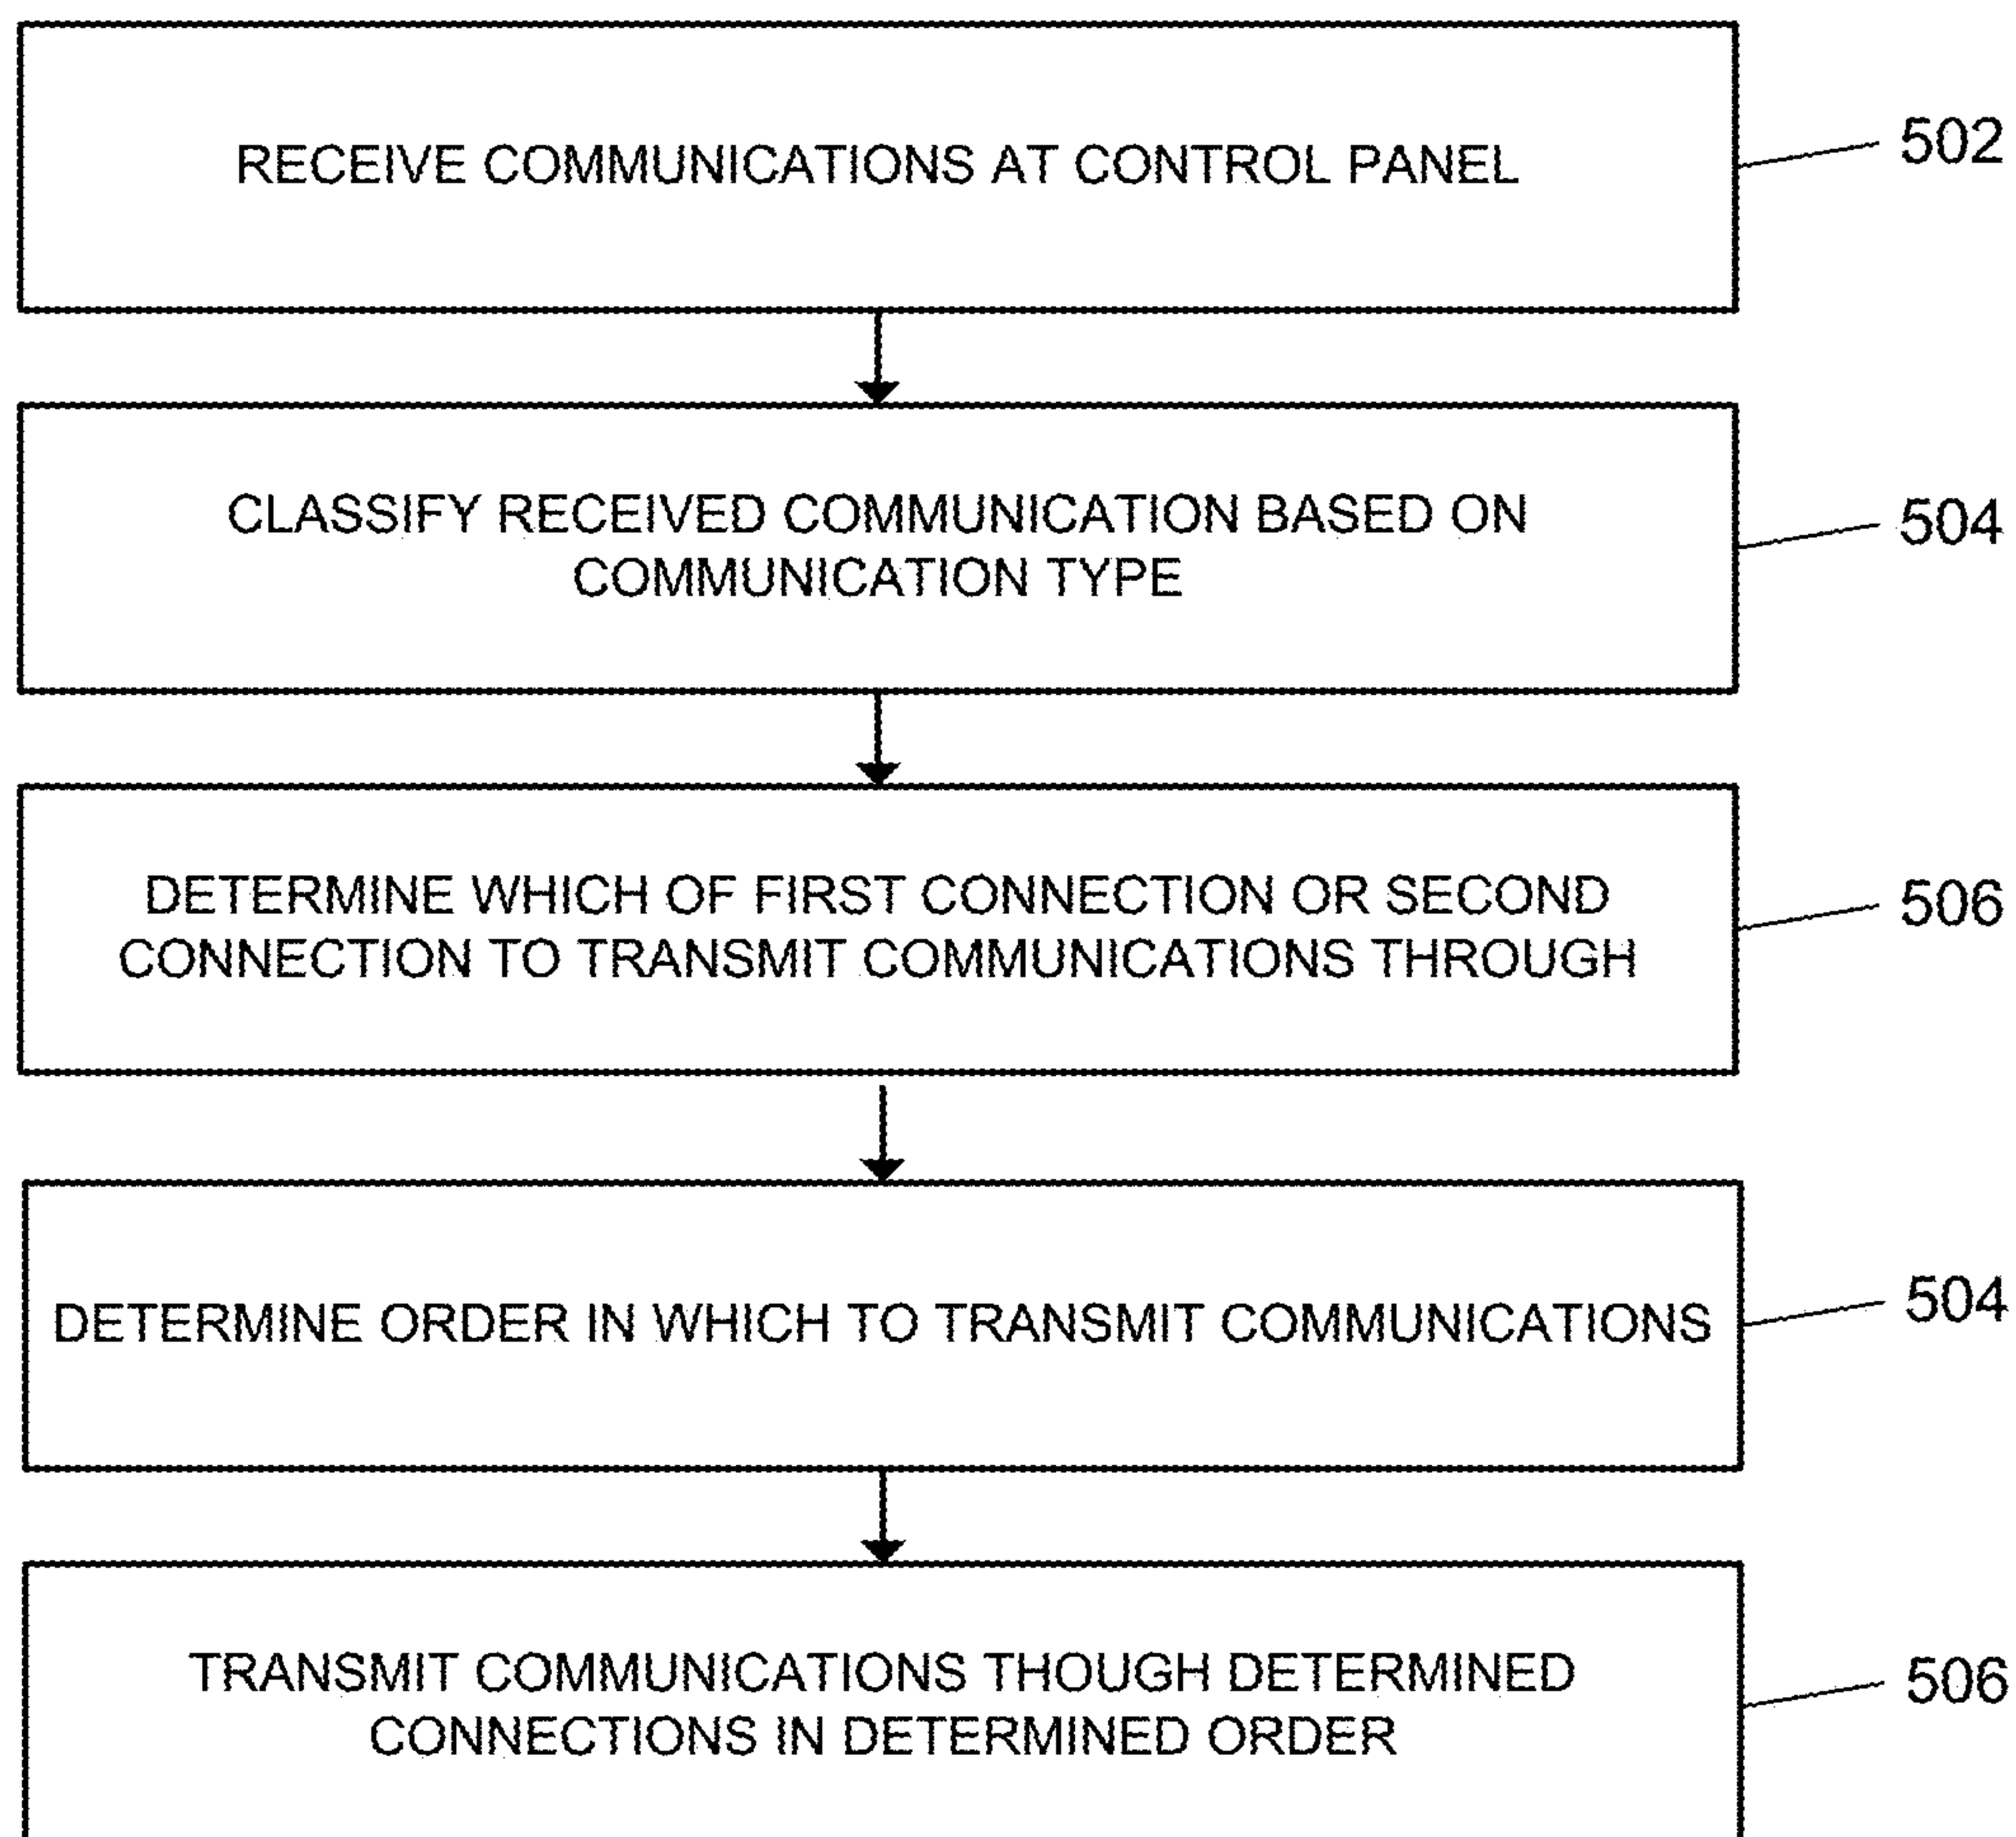 RECEIVE COMMUNICATIONS AT CONTROL PANEL
502
CLASSIFY RECEIVED COMMUNICATION BASED ON
COMMUNICATION TYPE
504
DETERMINE WHICH OF FIRST CONNECTION OR SECOND
CONNECTION TO TRANSMIT COMMUNICATIONS THROUGH
506
DETERMINE ORDER IN WHICH TO TRANSMIT COMMUNICATIONS
504
TRANSMIT COMMUNICATIONS THOUGH DETERMINED
CONNECTIONS IN DETERMINED ORDER
506